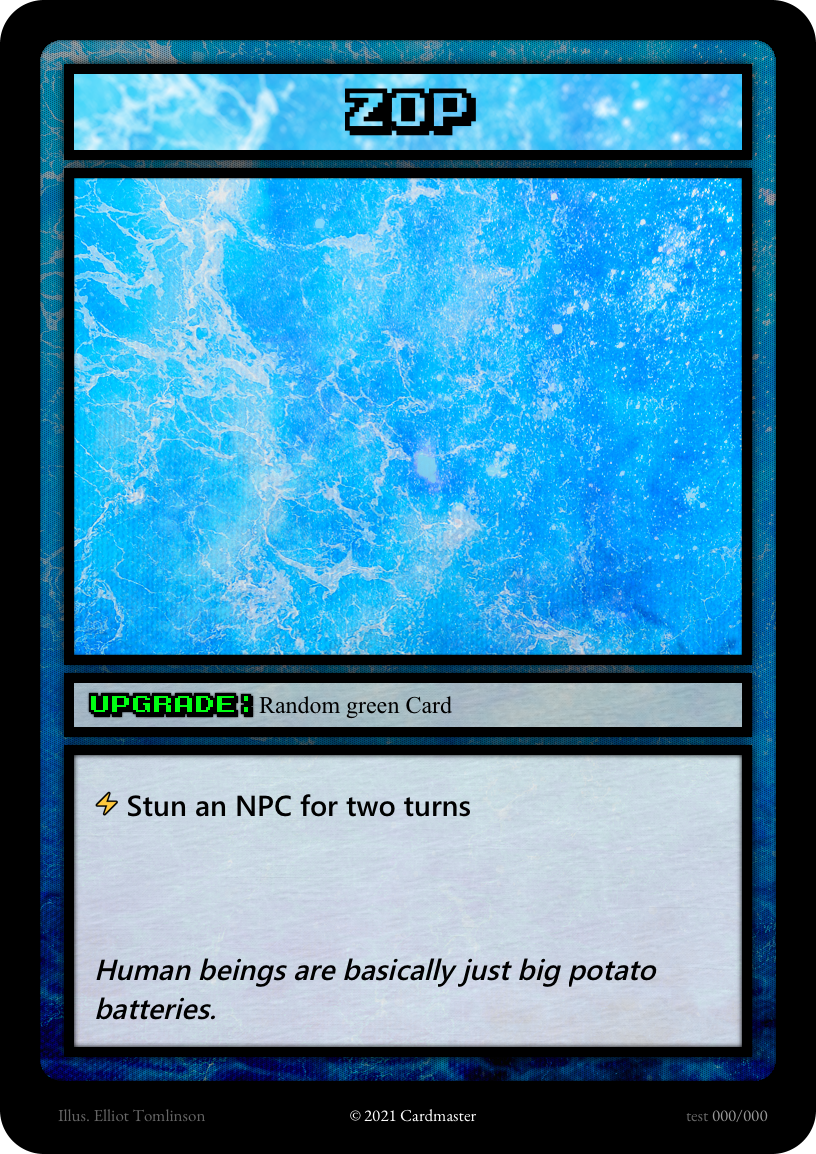 ZOP
UPGRADE: Random green Card
⚡ Stun an NPC for two turns
Human beings are basically just big potato
batteries.
Illus. Elliot Tomlinson
© 2021 Cardmaster
test 000/000